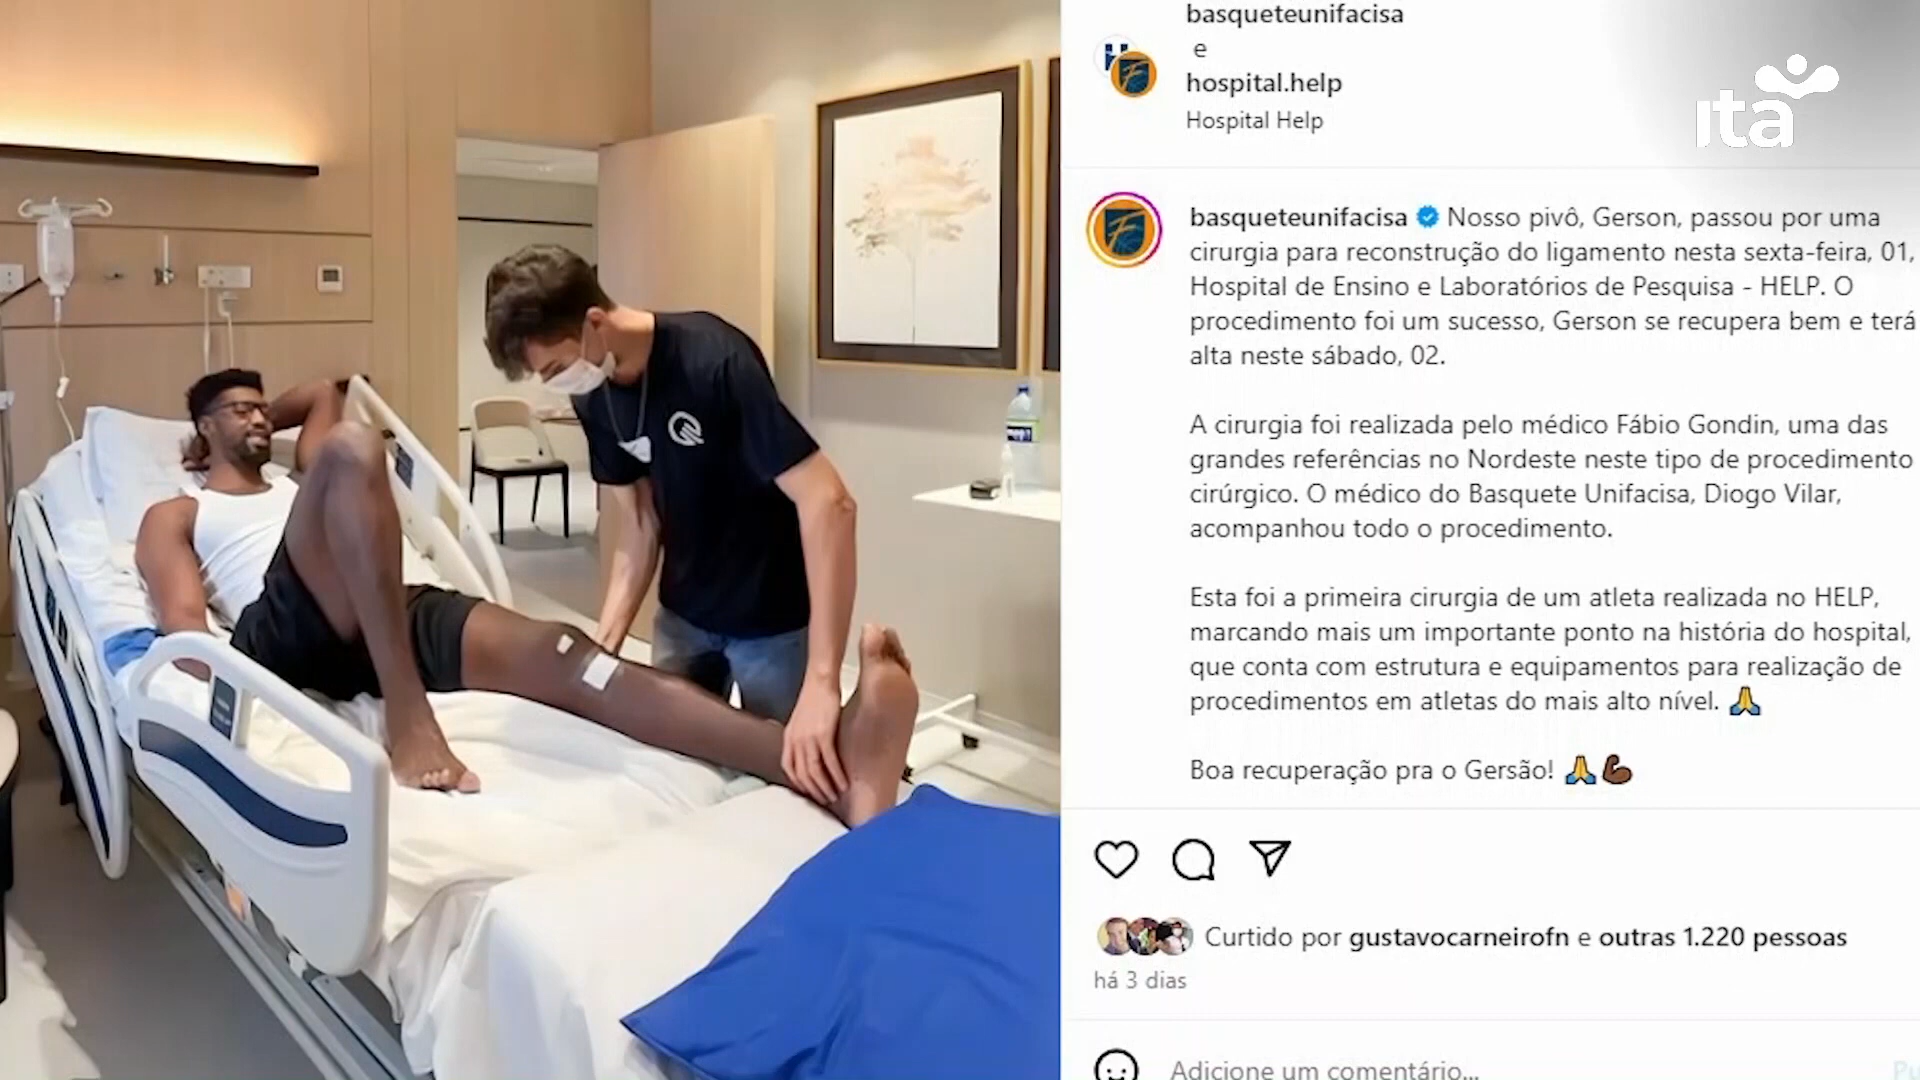 basqueteunifacisa
e
hospital.help
Hospital Help
ita
basqueteunifacisa Nosso pivô, Gerson, passou por uma
cirurgia para reconstrução do ligamento nesta sexta-feira, 01,
Hospital de Ensino e Laboratórios de Pesquisa - HELP. O
procedimento foi um sucesso, Gerson se recupera bem e terá
alta neste sábado, 02.
A cirurgia foi realizada pelo médico Fábio Gondin, uma das
grandes referências no Nordeste neste tipo de procedimento
cirúrgico. O médico do Basquete Unifacisa, Diogo Vilar,
acompanhou todo o procedimento.
Esta foi a primeira cirurgia de um atleta realizada no HELP,
marcando mais um importante ponto na história do hospital,
que conta com estrutura e equipamentos para realização de
procedimentos em atletas do mais alto nível. 🙏
Boa recuperação pra o Gersão! 🙏💪🏿
Curtido por gustavocarneirofn e outras 1.220 pessoas
há 3 dias
Adicione um comentário...
Pu